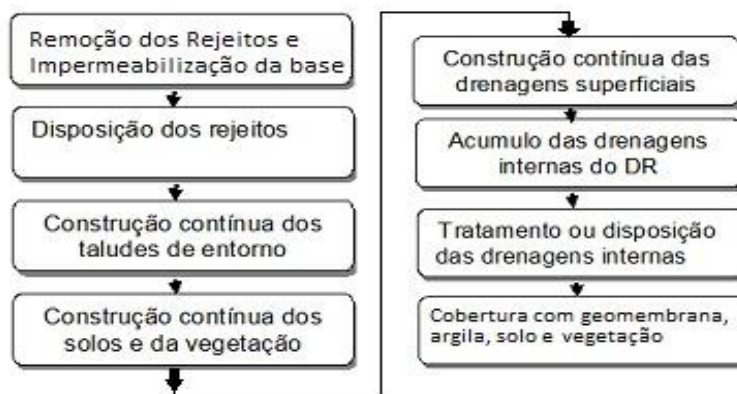 Remoção dos Rejeitos e
Impermeabilização da base
Disposição dos rejeitos
Construção contínua dos
taludes de entorno
Construção contínua dos
solos e da vegetação
Construção contínua das
drenagens superficiais
Acumulo das drenagens
internas do DR
Tratamento ou disposição
das drenagens internas
Cobertura com geomembrana,
argila, solo e vegetação